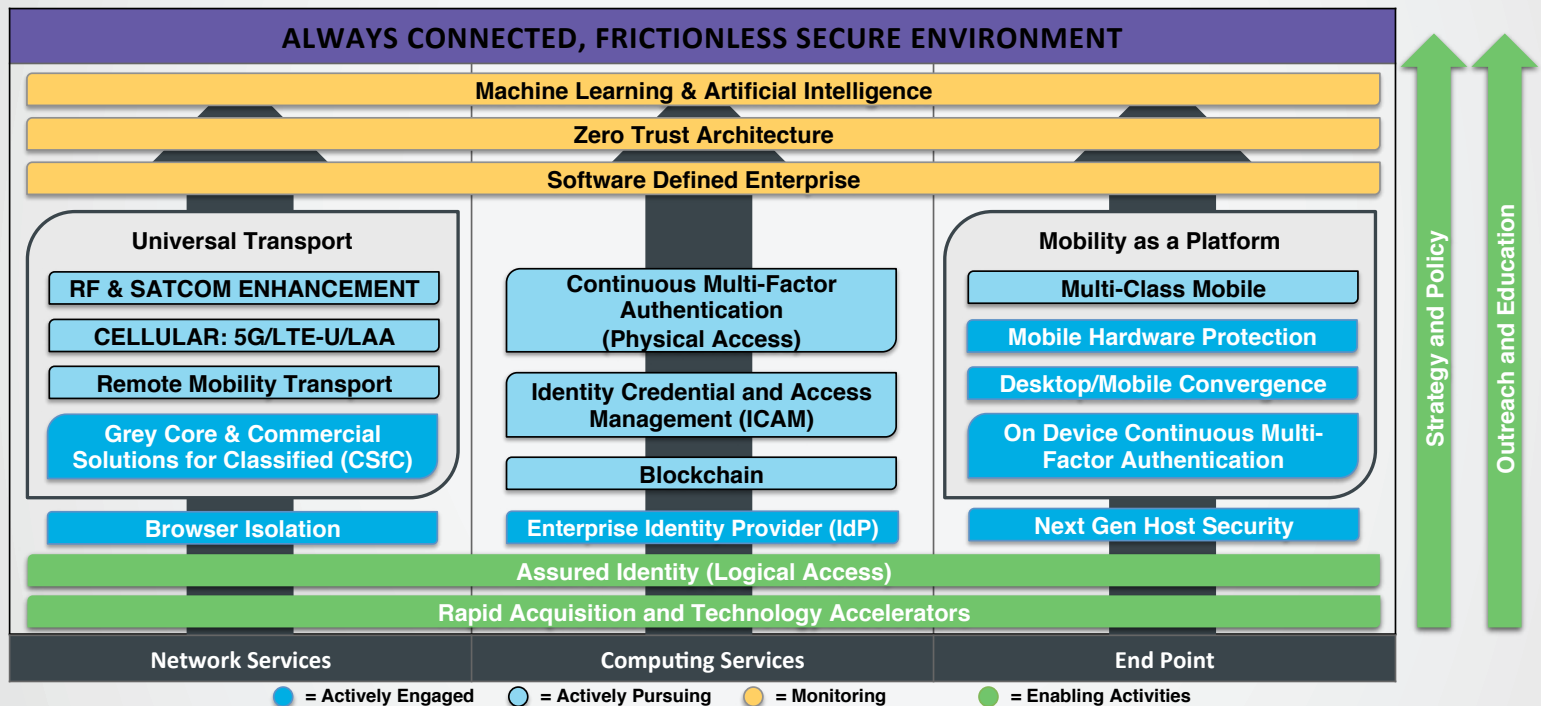 ALWAYS CONNECTED, FRICTIONLESS SECURE ENVIRONMENT
Machine Learning & Artificial Intelligence
Zero Trust Architecture
Software Defined Enterprise
Universal Transport
RF & SATCOM ENHANCEMENT
CELLULAR: 5G/LTE-U/LAA
Remote Mobility Transport
Grey Core & Commercial
Solutions for Classified (CSfC)
Browser Isolation
Continuous Multi-Factor
Authentication
(Physical Access)
Identity Credential and Access
Management (ICAM)
Blockchain
Enterprise Identity Provider (IdP)
Mobility as a Platform
Multi-Class Mobile
Mobile Hardware Protection
Desktop/Mobile Convergence
On Device Continuous Multi-
Factor Authentication
Next Gen Host Security
Assured Identity (Logical Access)
Rapid Acquisition and Technology Accelerators
Network Services
Computing Services
End Point
Strategy and Policy
Outreach and Education
= Actively Engaged
= Actively Pursuing
= Monitoring
= Enabling Activities